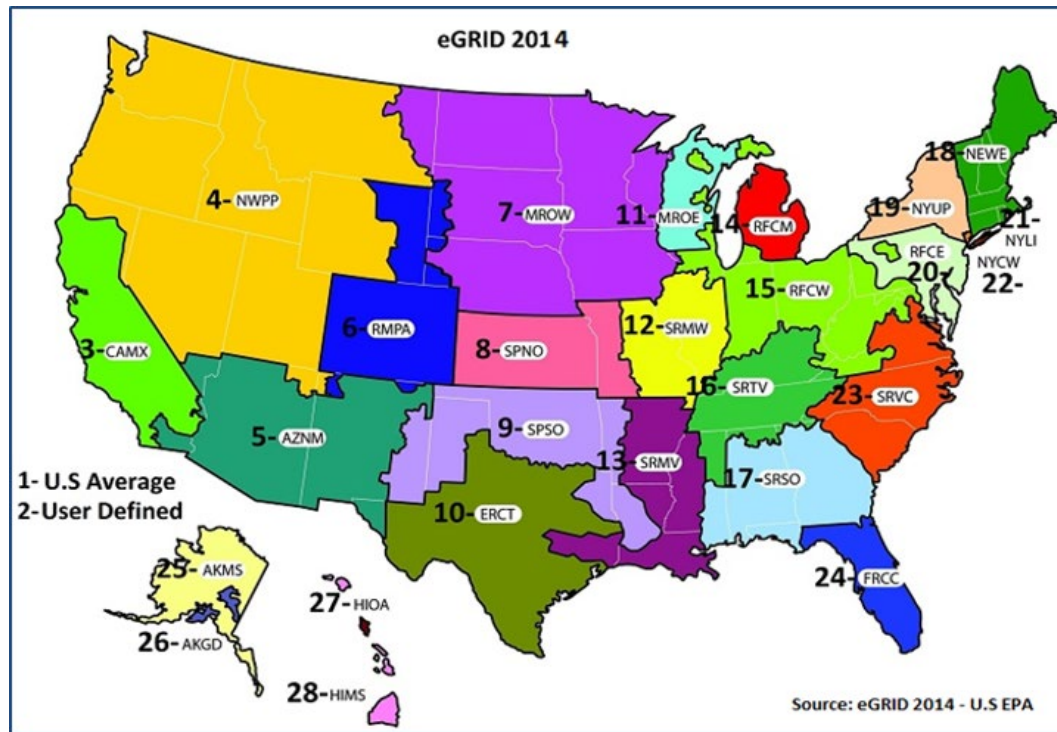 eGRID 2014
18-NEWE
4-NWPP
7-MROW
11-MROE
14-RFCM
19-NYUP
21-
NYLI
RFCE
NYCW
20-
22-
15-RFCW
6-RMPA
12-SRMW
3-CAMX
8-SPNO
16-SRTV
23-SRVC
5-AZNM
9-SPSO
13-SRMV
17-SRSO
1- U.S Average
2-User Defined
10-ERCT
25-AKMS
24-FRCC
27-HIOA
26-AKGD
28-HIMS
Source: eGRID 2014 - U.S EPA